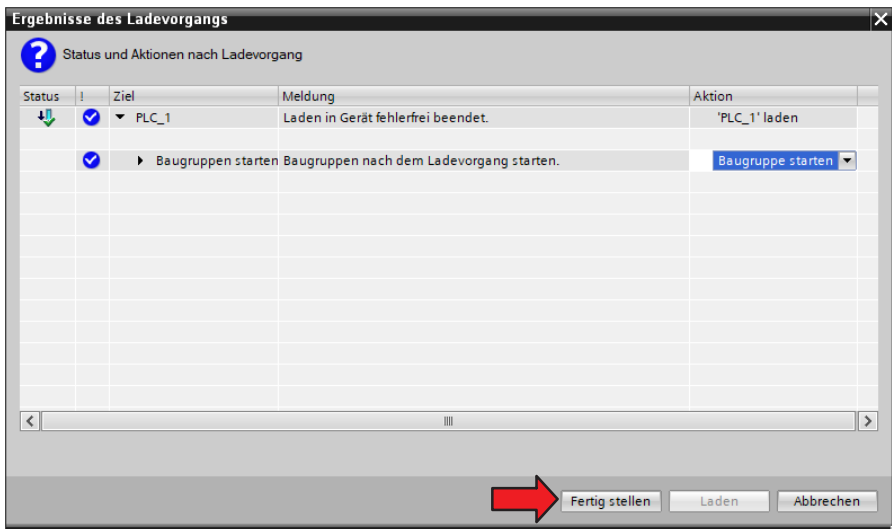 Ergebnisse des Ladevorgangs
Status und Aktionen nach Ladevorgang
Status ! Ziel Meldung Aktion
PLC_1 Laden in Gerät fehlerfrei beendet. 'PLC_1' laden
Baugruppen starten Baugruppen nach dem Ladevorgang starten. Baugruppe starten
Fertig stellen Laden Abbrechen